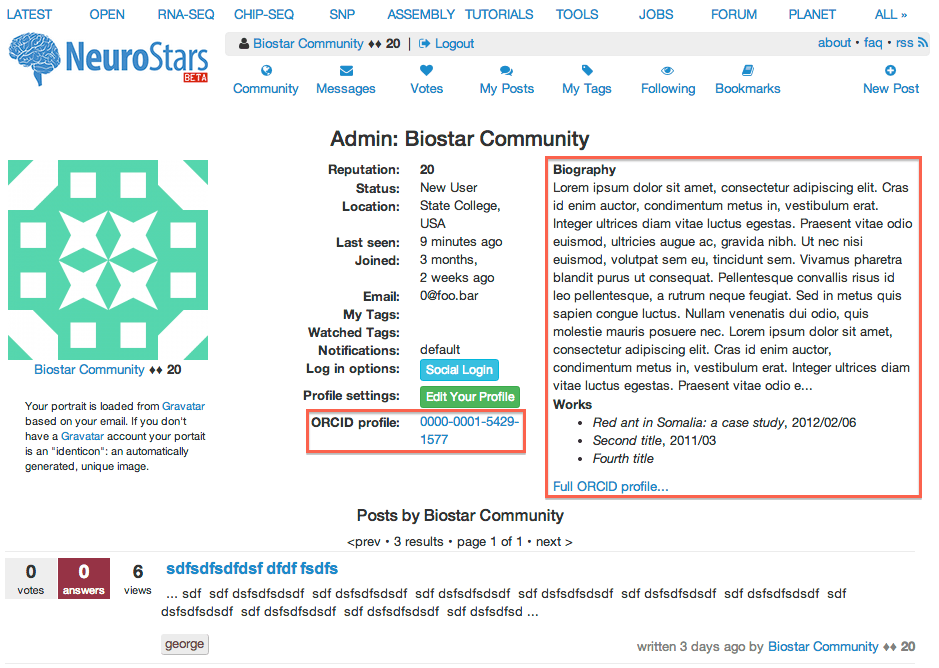 LATEST OPEN RNA-SEQ CHIP-SEQ SNP ASSEMBLY TUTORIALS TOOLS JOBS FORUM PLANET ALL »
NeuroStars
BETA
Biostar Community ♦♦ 20 | Logout
about • faq • rss
Community Messages Votes My Posts My Tags Following Bookmarks New Post
Admin: Biostar Community
Biostar Community ♦♦ 20
Your portrait is loaded from Gravatar
based on your email. If you don't
have a Gravatar account your portait
is an "identicon": an automatically
generated, unique image.
Reputation: 20
Status: New User
Location: State College,
USA
Last seen: 9 minutes ago
Joined: 3 months,
2 weeks ago
Email: 0@foo.bar
My Tags:
Watched Tags:
Notifications: default
Log in options: Social Login
Profile settings: Edit Your Profile
ORCID profile: 0000-0001-5429-
1577
Biography
Lorem ipsum dolor sit amet, consectetur adipiscing elit. Cras
id enim auctor, condimentum metus in, vestibulum erat.
Integer ultrices diam vitae luctus egestas. Praesent vitae odio
euismod, ultricies augue ac, gravida nibh. Ut nec nisi
euismod, volutpat sem eu, tincidunt sem. Vivamus pharetra
blandit purus ut consequat. Pellentesque convallis risus id
leo pellentesque, a rutrum neque feugiat. Sed in metus quis
sapien congue luctus. Nullam venenatis dui odio, quis
molestie mauris posuere nec. Lorem ipsum dolor sit amet,
consectetur adipiscing elit. Cras id enim auctor,
condimentum metus in, vestibulum erat. Integer ultrices diam
vitae luctus egestas. Praesent vitae odio e...
Works
• Red ant in Somalia: a case study, 2012/02/06
• Second title, 2011/03
• Fourth title
Full ORCID profile...
Posts by Biostar Community
<prev • 3 results • page 1 of 1 • next >
0 votes 0 answers 6 views
sdfsdfsdfdsf dfdf fsdfs
... sdf sdf dsfsdfsdsdf sdf dsfsdfsdsdf sdf dsfsdfsdsdf sdf dsfsdfsdsdf sdf dsfsdfsdsdf sdf dsfsdfsdsdf sdf
dsfsdfsdsdf sdf dsfsdfsdsdf sdf dsfsdfsdsdf sdf dsfsdfsd ...
george
written 3 days ago by Biostar Community ♦♦ 20